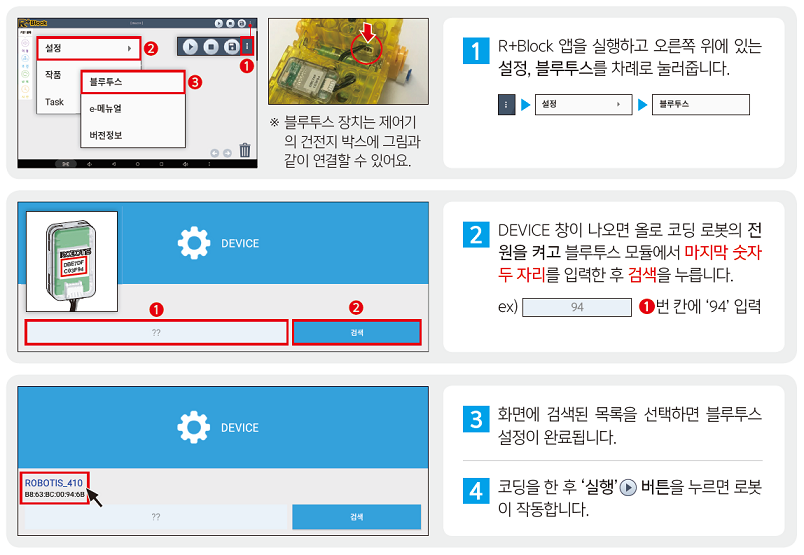 R+Block
설정
작품
Task
블루투스
e-메뉴얼
버전정보
1
2
3
※ 블루투스 장치는 제어기
의 건전지 박스에 그림과
같이 연결할 수 있어요.
1
R+Block 앱을 실행하고 오른쪽 위에 있는
설정, 블루투스를 차례로 눌러줍니다.
설정
블루투스
ROBOTIS
DBE7DF
C93F94
DEVICE
1
2
??
검색
2
DEVICE 창이 나오면 올로 코딩 로봇의 전
원을 켜고 블루투스 모듈에서 마지막 숫자
두 자리를 입력한 후 검색을 누릅니다.
ex) 94 1번 칸에 ‘94’ 입력
DEVICE
ROBOTIS_410
B8:63:BC:00:94:6B
??
검색
3
화면에 검색된 목록을 선택하면 블루투스
설정이 완료됩니다.
4
코딩을 한 후 ‘실행’ 버튼을 누르면 로봇
이 작동합니다.